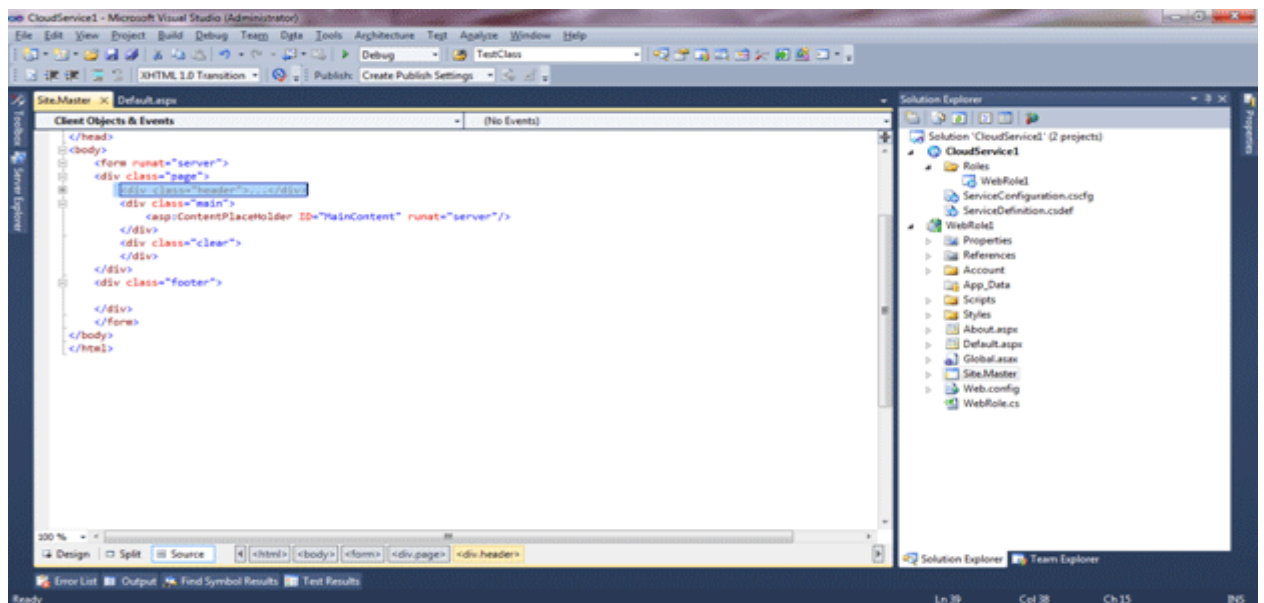 CloudService1 - Microsoft Visual Studio (Administrator)
File Edit View Project Build Debug Team Data Tools Architecture Test Analyze Window Help
Debug TestClass
XHTML 1.0 Transition Publish: Create Publish Settings
Toolbox
Server Explorer
Site.Master Default.aspx
Client Objects & Events (No Events)
</head>
<body>
<form runat="server">
<div class="page">
<div class="header">...</div>
<div class="main">
<asp:ContentPlaceHolder ID="MainContent" runat="server"/>
</div>
<div class="clear">
</div>
</div>
<div class="footer">
</div>
</form>
</body>
</html>
100 %
Design Split Source <html> <body> <form> <div.page> <div.header>
Solution Explorer
Solution 'CloudService1' (2 projects)
CloudService1
Roles
WebRole1
ServiceConfiguration.cscfg
ServiceDefinition.csdef
WebRole1
Properties
References
Account
App_Data
Scripts
Styles
About.aspx
Default.aspx
Global.asax
Site.Master
Web.config
WebRole.cs
Solution Explorer Team Explorer
Properties
Error List Output Find Symbol Results Test Results
Ready Ln 39 Col 38 Ch 15 INS